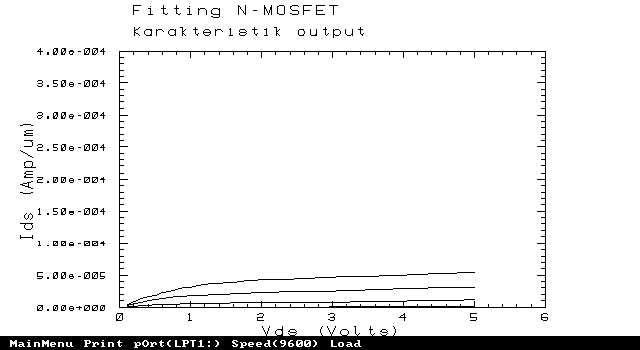 Fitting N-MOSFET
Karakteristik output
4.00e-004
3.50e-004
3.00e-004
2.50e-004
2.00e-004
1.50e-004
1.00e-004
5.00e-005
0.00e+000
Ids (Amp/um)
0 1 2 3 4 5 6
Vds (Volts)
MainMenu Print pOrt(LPT1:) Speed(9600) Load